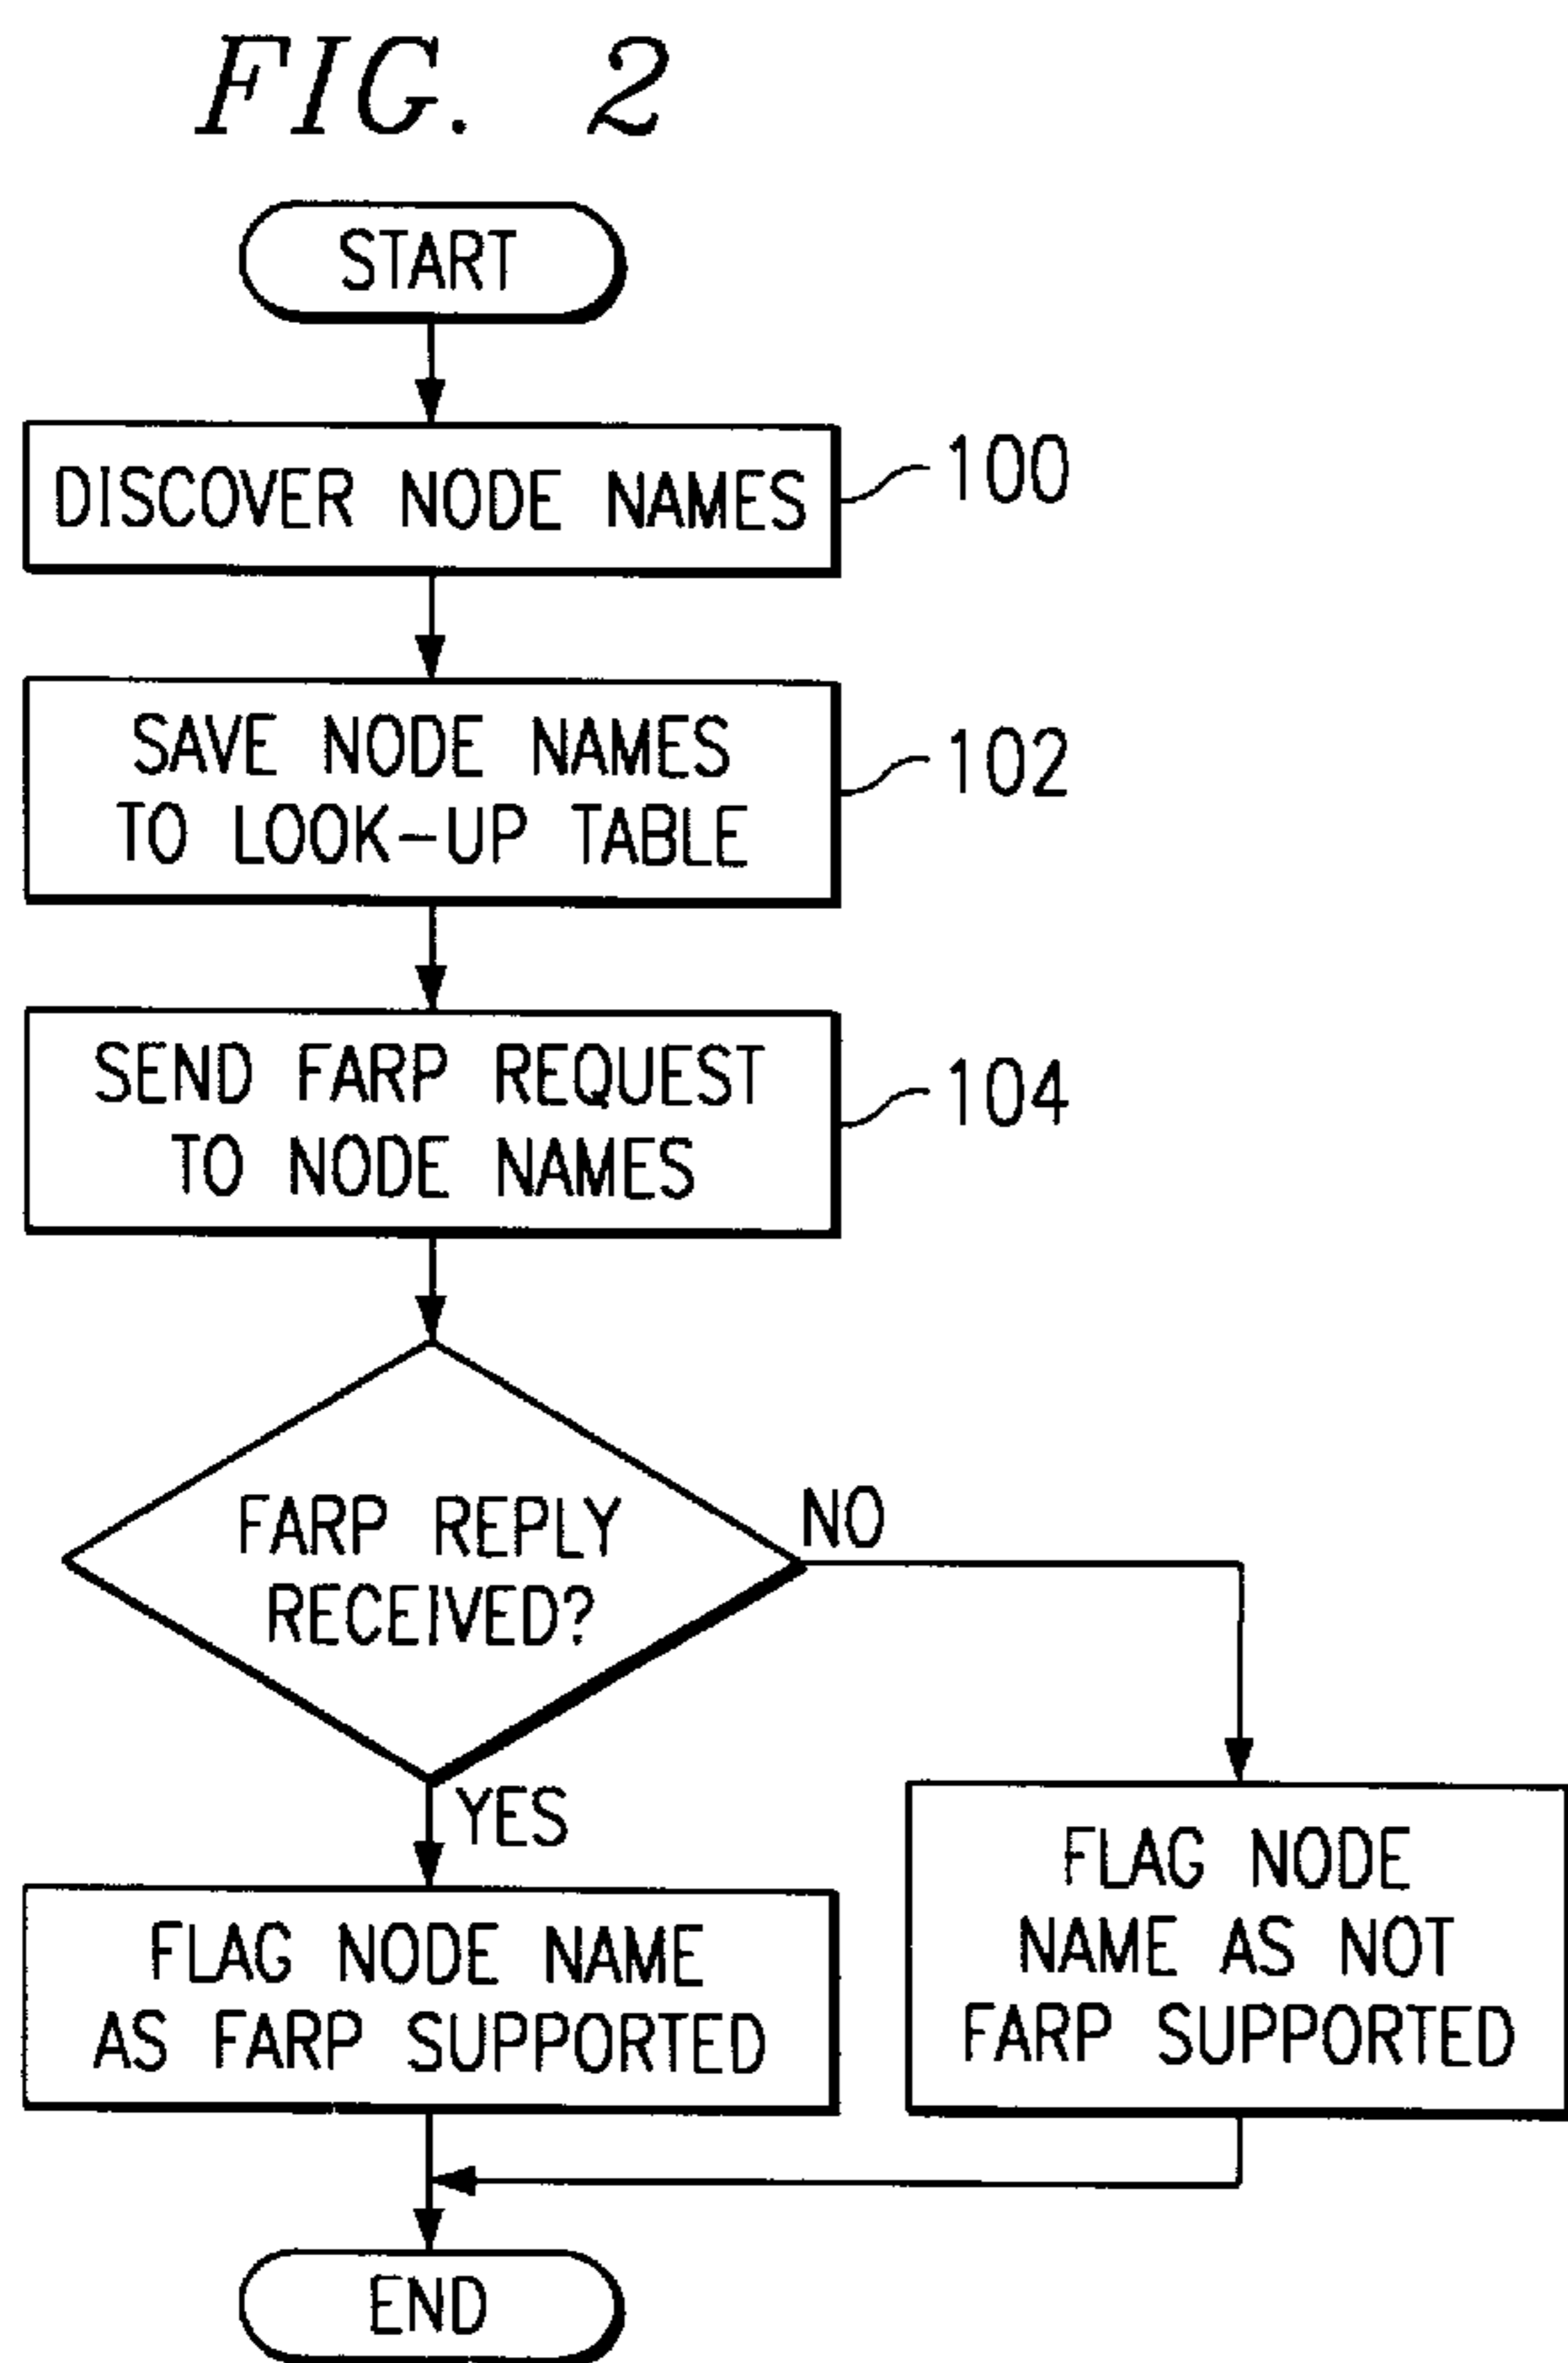 FIG. 2
START
DISCOVER NODE NAMES
100
SAVE NODE NAMES
TO LOOK-UP TABLE
102
SEND FARP REQUEST
TO NODE NAMES
104
FARP REPLY
RECEIVED?
NO
YES
FLAG NODE NAME
AS FARP SUPPORTED
FLAG NODE
NAME AS NOT
FARP SUPPORTED
END